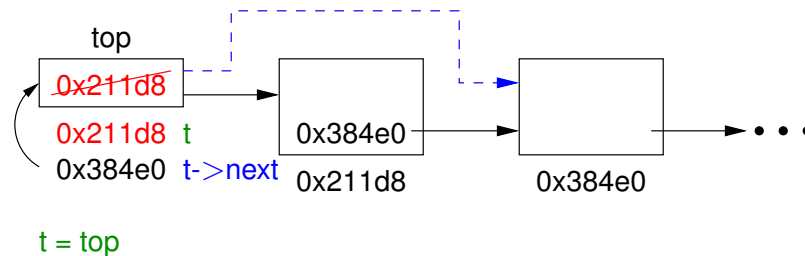 top
0x211d8
0x211d8 t
0x384e0
0x384e0 t->next
0x211d8
0x384e0
t = top